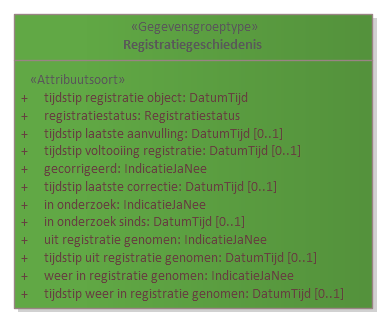 «Gegevensgroeptype»
Registratiegeschiedenis
«Attribuutsoort»
+ tijdstip registratie object: DatumTijd
+ registratiestatus: Registratiestatus
+ tijdstip laatste aanvulling: DatumTijd [0..1]
+ tijdstip voltooiing registratie: DatumTijd [0..1]
+ gecorrigeerd: IndicatieJaNee
+ tijdstip laatste correctie: DatumTijd [0..1]
+ in onderzoek: IndicatieJaNee
+ in onderzoek sinds: DatumTijd [0..1]
+ uit registratie genomen: IndicatieJaNee
+ tijdstip uit registratie genomen: DatumTijd [0..1]
+ weer in registratie genomen: IndicatieJaNee
+ tijdstip weer in registratie genomen: DatumTijd [0..1]